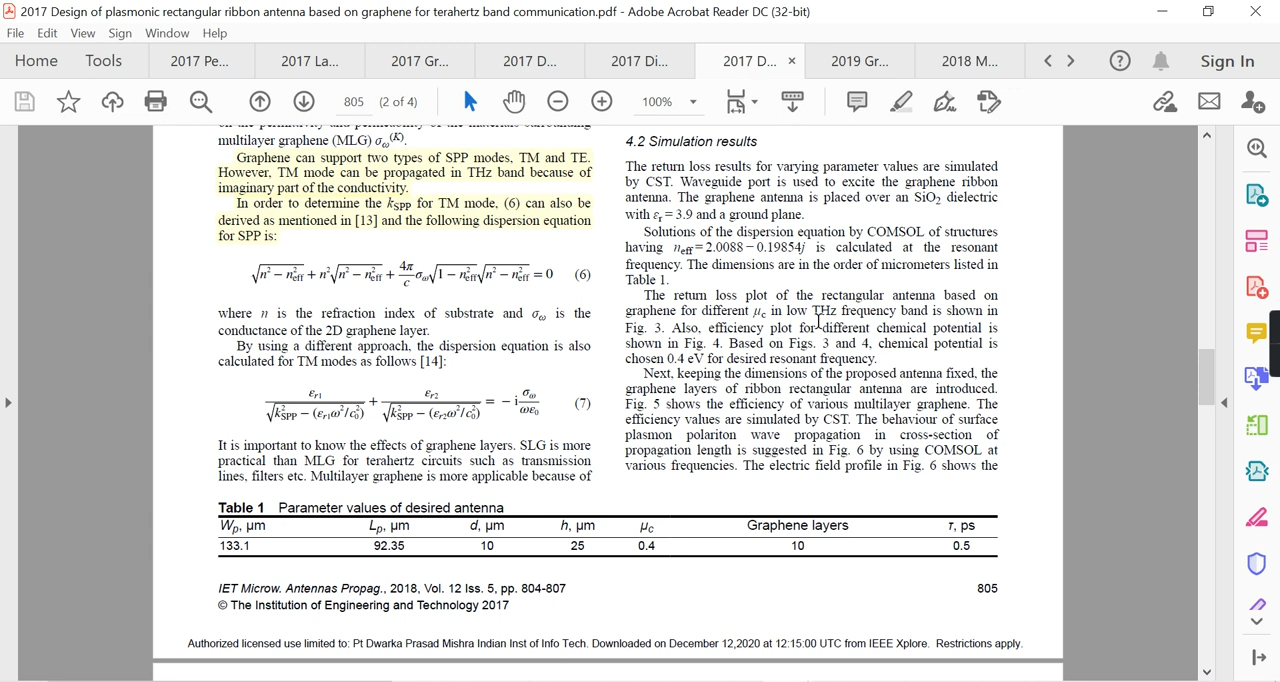 2017 Design of plasmonic rectangular ribbon antenna based on graphene for terahertz band communication.pdf - Adobe Acrobat Reader DC (32-bit)
File Edit View Sign Window Help
Home Tools 2017 Pe... 2017 La... 2017 Gr... 2017 D... 2017 Di... 2017 D... × 2019 Gr... 2018 M... Sign In
805 (2 of 4) 100%
multilayer graphene (MLG) σω(K).
Graphene can support two types of SPP modes, TM and TE.
However, TM mode can be propagated in THz band because of
imaginary part of the conductivity.
In order to determine the kSPP for TM mode, (6) can also be
derived as mentioned in [13] and the following dispersion equation
for SPP is:
√(n² − n²eff) + n²√(n² − n²eff) + 4π/c σω√(1 − n²eff)√(n² − n²eff) = 0 (6)
where n is the refraction index of substrate and σω is the
conductance of the 2D graphene layer.
By using a different approach, the dispersion equation is also
calculated for TM modes as follows [14]:
εr1/√(k²SPP − (εr1ω²/c₀²)) + εr2/√(k²SPP − (εr2ω²/c₀²)) = −i σω/ωε₀ (7)
It is important to know the effects of graphene layers. SLG is more
practical than MLG for terahertz circuits such as transmission
lines, filters etc. Multilayer graphene is more applicable because of
4.2 Simulation results
The return loss results for varying parameter values are simulated
by CST. Waveguide port is used to excite the graphene ribbon
antenna. The graphene antenna is placed over an SiO₂ dielectric
with εr = 3.9 and a ground plane.
Solutions of the dispersion equation by COMSOL of structures
having neff = 2.0088 − 0.19854j is calculated at the resonant
frequency. The dimensions are in the order of micrometers listed in
Table 1.
The return loss plot of the rectangular antenna based on
graphene for different μc in low THz frequency band is shown in
Fig. 3. Also, efficiency plot for different chemical potential is
shown in Fig. 4. Based on Figs. 3 and 4, chemical potential is
chosen 0.4 eV for desired resonant frequency.
Next, keeping the dimensions of the proposed antenna fixed, the
graphene layers of ribbon rectangular antenna are introduced.
Fig. 5 shows the efficiency of various multilayer graphene. The
efficiency values are simulated by CST. The behaviour of surface
plasmon polariton wave propagation in cross-section of
propagation length is suggested in Fig. 6 by using COMSOL at
various frequencies. The electric field profile in Fig. 6 shows the
Table 1 Parameter values of desired antenna
Wp, μm Lp, μm d, μm h, μm μc Graphene layers τ, ps
133.1 92.35 10 25 0.4 10 0.5
IET Microw. Antennas Propag., 2018, Vol. 12 Iss. 5, pp. 804-807 805
© The Institution of Engineering and Technology 2017
Authorized licensed use limited to: Pt Dwarka Prasad Mishra Indian Inst of Info Tech. Downloaded on December 12,2020 at 12:15:00 UTC from IEEE Xplore. Restrictions apply.